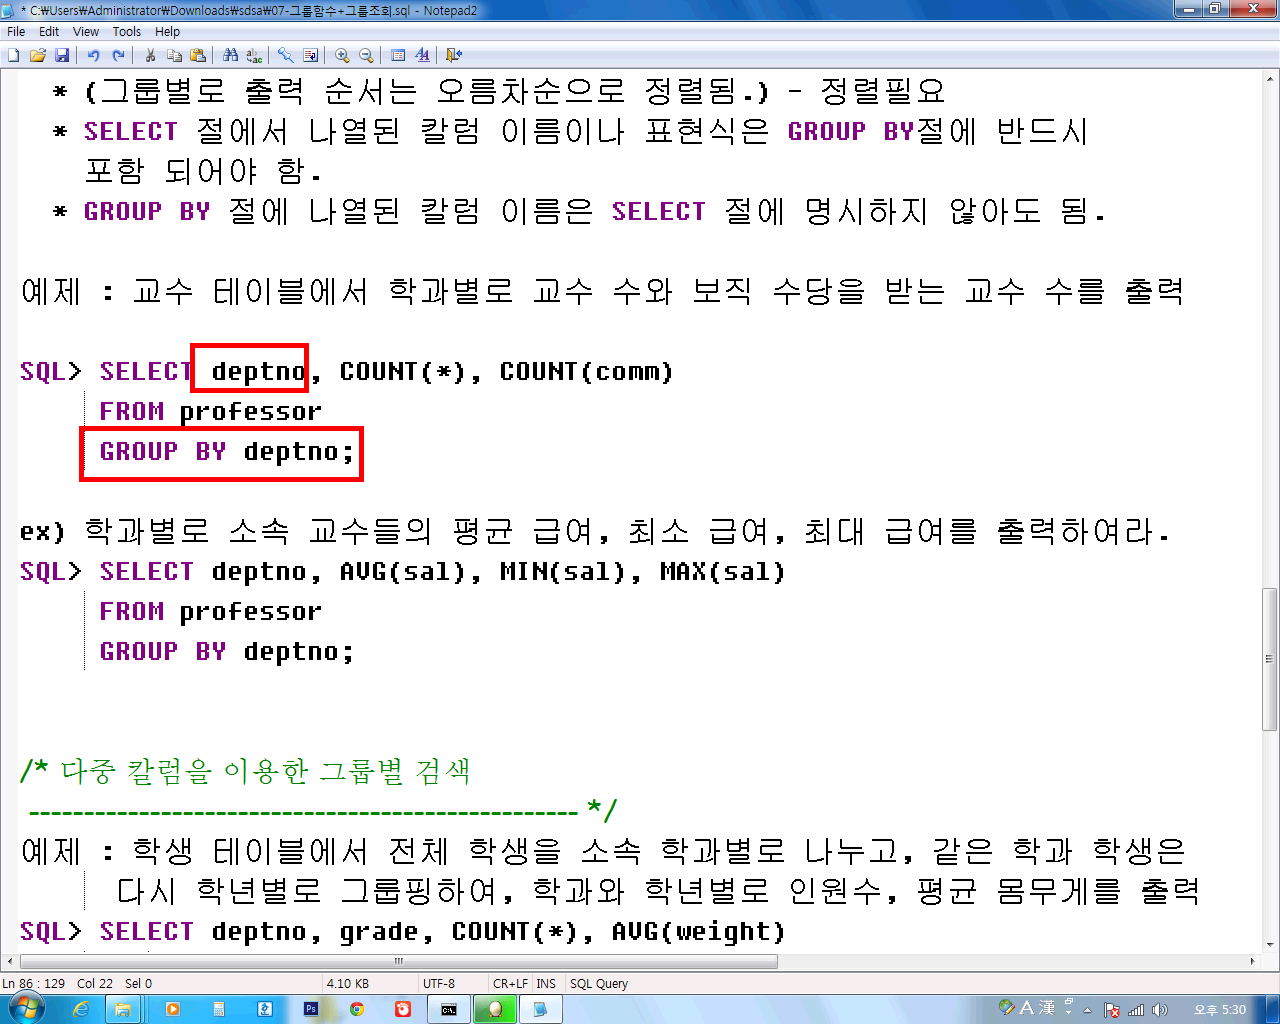 * C:\Users\Administrator\Downloads\sdsa\07-그룹함수+그룹조회.sql - Notepad2
File Edit View Tools Help
* (그룹별로 출력 순서는 오름차순으로 정렬됨.) - 정렬필요
* SELECT 절에서 나열된 칼럼 이름이나 표현식은 GROUP BY절에 반드시
포함 되어야 함.
* GROUP BY 절에 나열된 칼럼 이름은 SELECT 절에 명시하지 않아도 됨.
예제 : 교수 테이블에서 학과별로 교수 수와 보직 수당을 받는 교수 수를 출력
SQL> SELECT deptno, COUNT(*), COUNT(comm)
FROM professor
GROUP BY deptno;
ex) 학과별로 소속 교수들의 평균 급여, 최소 급여, 최대 급여를 출력하여라.
SQL> SELECT deptno, AVG(sal), MIN(sal), MAX(sal)
FROM professor
GROUP BY deptno;
/* 다중 칼럼을 이용한 그룹별 검색
-------------------------------------------------- */
예제 : 학생 테이블에서 전체 학생을 소속 학과별로 나누고, 같은 학과 학생은
다시 학년별로 그룹핑하여, 학과와 학년별로 인원수, 평균 몸무게를 출력
SQL> SELECT deptno, grade, COUNT(*), AVG(weight)
Ln 86 : 129 Col 22 Sel 0 4.10 KB UTF-8 CR+LF INS SQL Query
Ps A 漢 오후 5:30